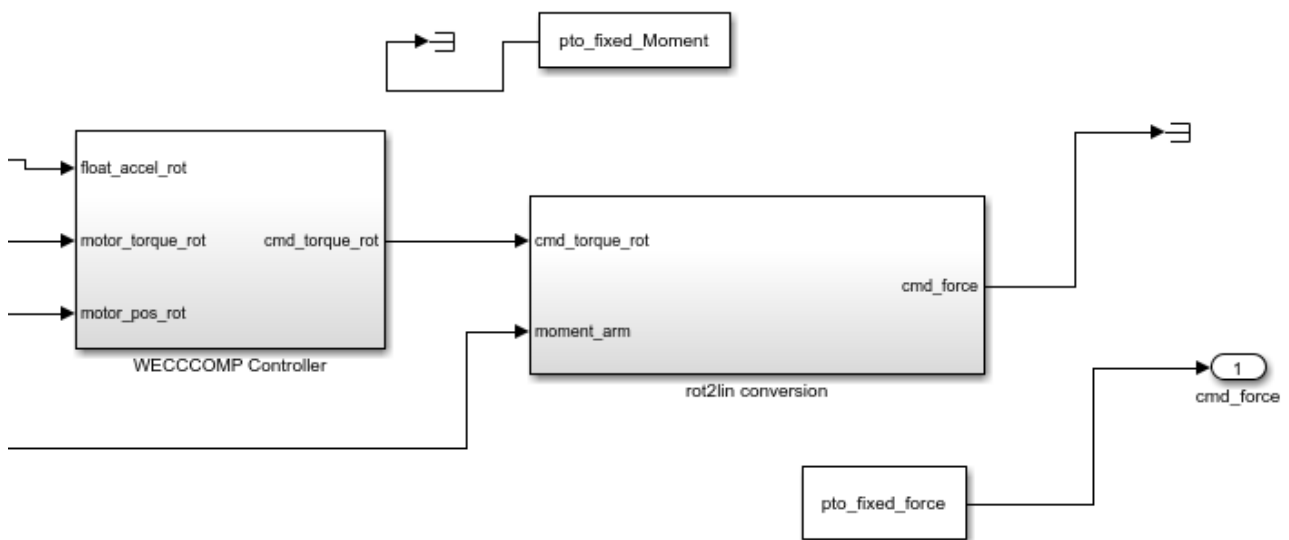 pto_fixed_Moment
float_accel_rot
motor_torque_rot
cmd_torque_rot
motor_pos_rot
WECCCOMP Controller
cmd_torque_rot
cmd_force
moment_arm
rot2lin conversion
1
cmd_force
pto_fixed_force